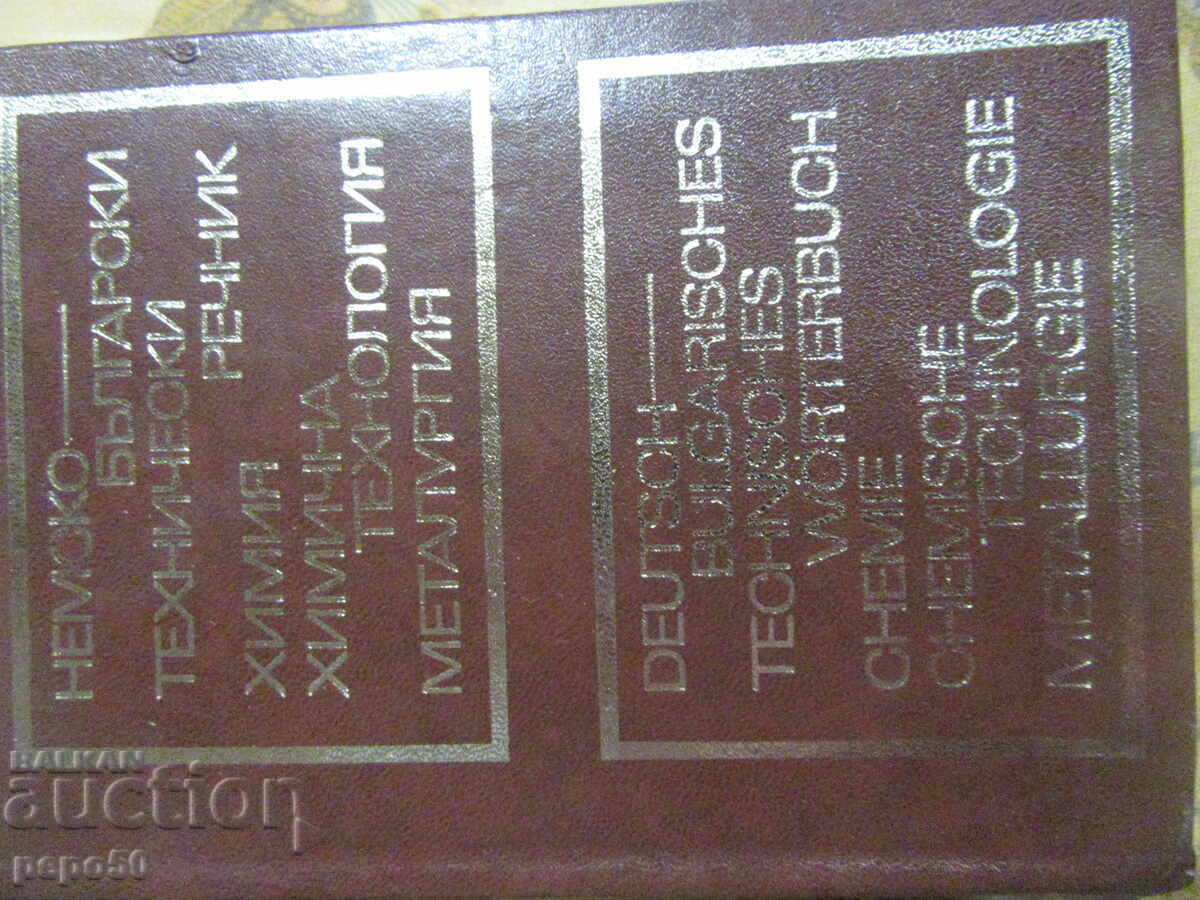 НЕМСКО —
БЪЛГАРСКИ
ТЕХНИЧЕСКИ
РЕЧНИК
ХИМИЯ
ХИМИЧНА
ТЕХНОЛОГИЯ
МЕТАЛУРГИЯ
DEUTSCH —
BULGARISCHES
TECHNISCHES
WÖRTERBUCH
CHEMIE
CHEMISCHE
TECHNOLOGIE
METALLURGIE
BALKAN
auction
pepo50